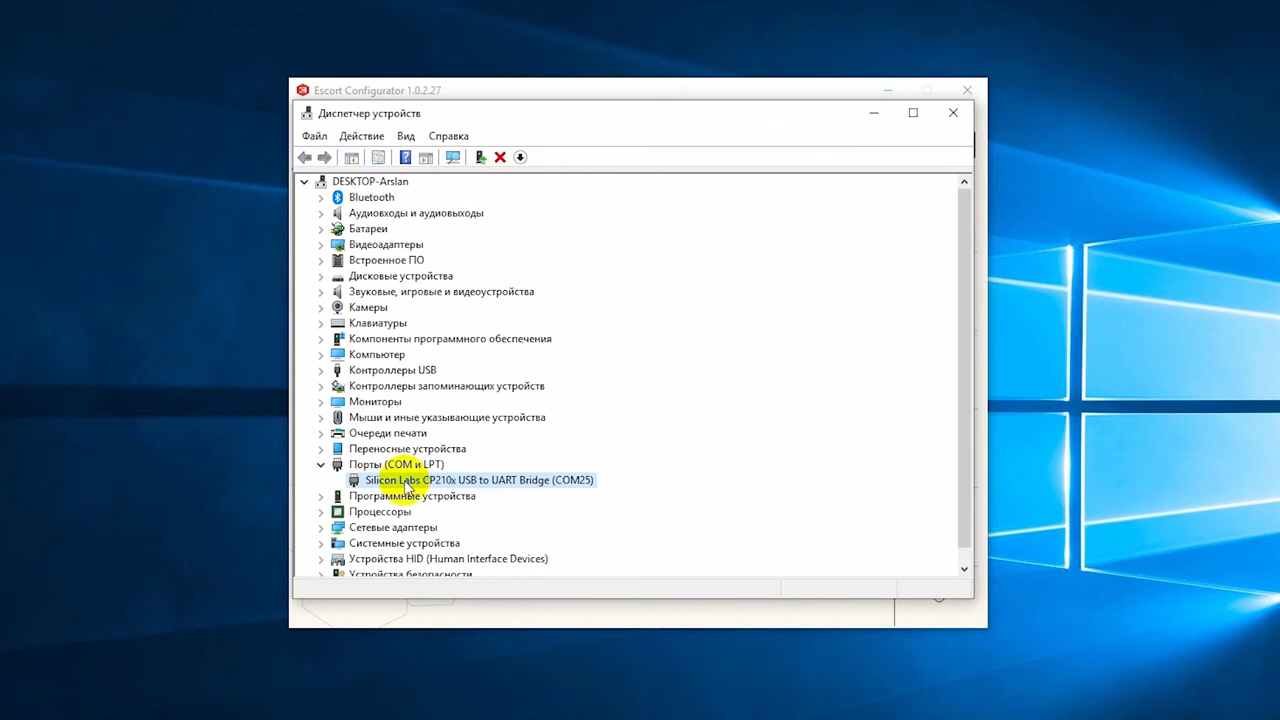 Escort Configurator 1.0.2.27
Диспетчер устройств
Файл Действие Вид Справка
DESKTOP-Arslan
Bluetooth
Аудиовходы и аудиовыходы
Батареи
Видеоадаптеры
Встроенное ПО
Дисковые устройства
Звуковые, игровые и видеоустройства
Камеры
Клавиатуры
Компоненты программного обеспечения
Компьютер
Контроллеры USB
Контроллеры запоминающих устройств
Мониторы
Мыши и иные указывающие устройства
Очереди печати
Переносные устройства
Порты (COM и LPT)
Silicon Labs CP210x USB to UART Bridge (COM25)
Программные устройства
Процессоры
Сетевые адаптеры
Системные устройства
Устройства HID (Human Interface Devices)
Устройства безопасности